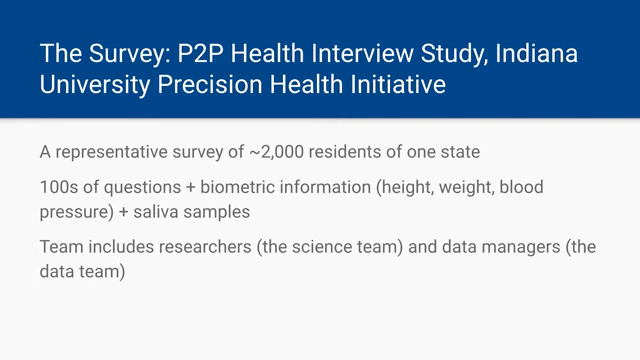 The Survey: P2P Health Interview Study, Indiana
University Precision Health Initiative
A representative survey of ~2,000 residents of one state
100s of questions + biometric information (height, weight, blood
pressure) + saliva samples
Team includes researchers (the science team) and data managers (the
data team)